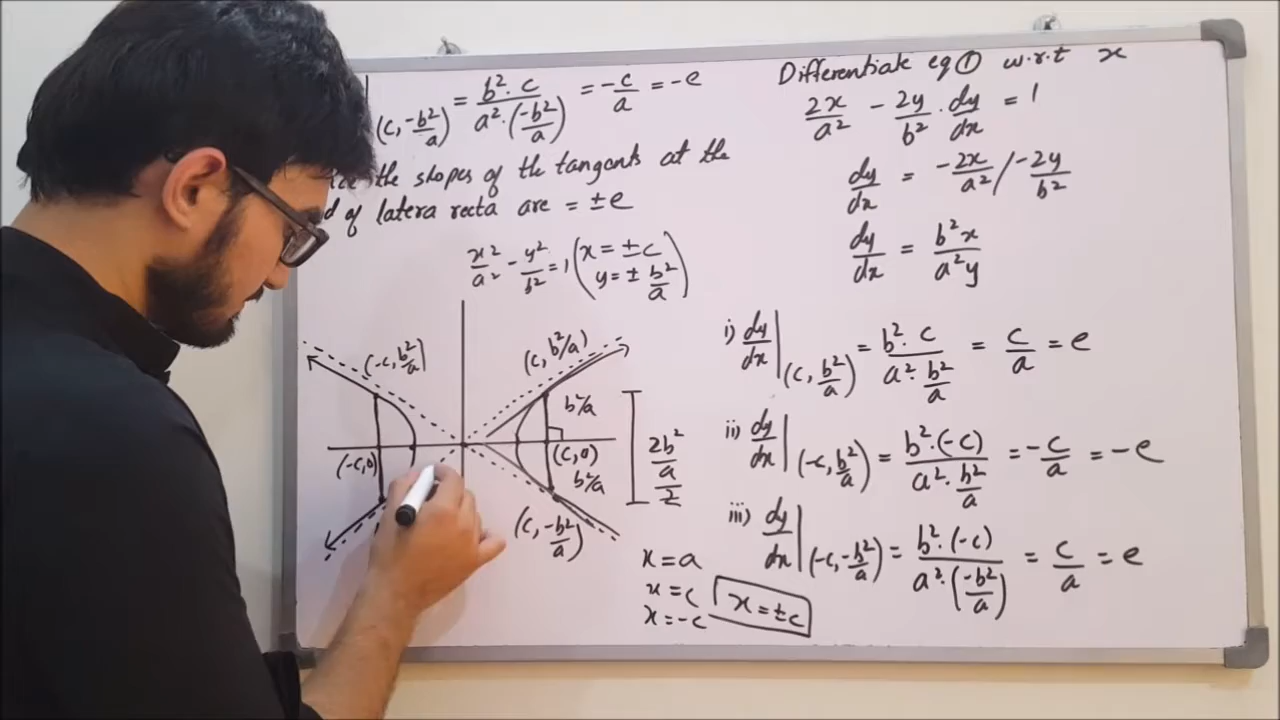 (c, -b²/a) = b². c / a². (-b²/a) = -c/a = -e
the slopes of the tangents at the
of latera recta are = ±e
x²/a² - y²/b² = 1 (x = ±c
y = ± b²/a)
(-c, b²/a)
(c, b²/a)
b²/a
(-c,0)
(c,0)
b²/a
2b²/a/2
(c, -b²/a)
x = a
x = c
x = -c
x = ±c
Differentiate eq ① w.r.t x
2x/a² - 2y/b² . dy/dx = 1
dy/dx = -2x/a² / -2y/b²
dy/dx = b²x/a²y
i) dy/dx|(c, b²/a) = b². c / a². b²/a = c/a = e
ii) dy/dx|(-c, b²/a) = b².(-c) / a². b²/a = -c/a = -e
iii) dy/dx|(-c, -b²/a) = b².(-c) / a².(-b²/a) = c/a = e